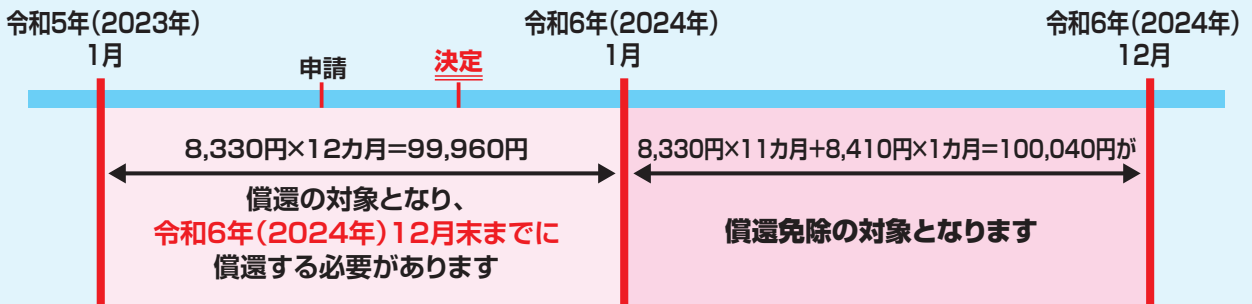 令和5年(2023年)
1月
申請
決定
令和6年(2024年)
1月
令和6年(2024年)
12月
8,330円×12カ月=99,960円
償還の対象となり、
令和6年(2024年)12月末までに
償還する必要があります
8,330円×11カ月+8,410円×1カ月=100,040円が
償還免除の対象となります